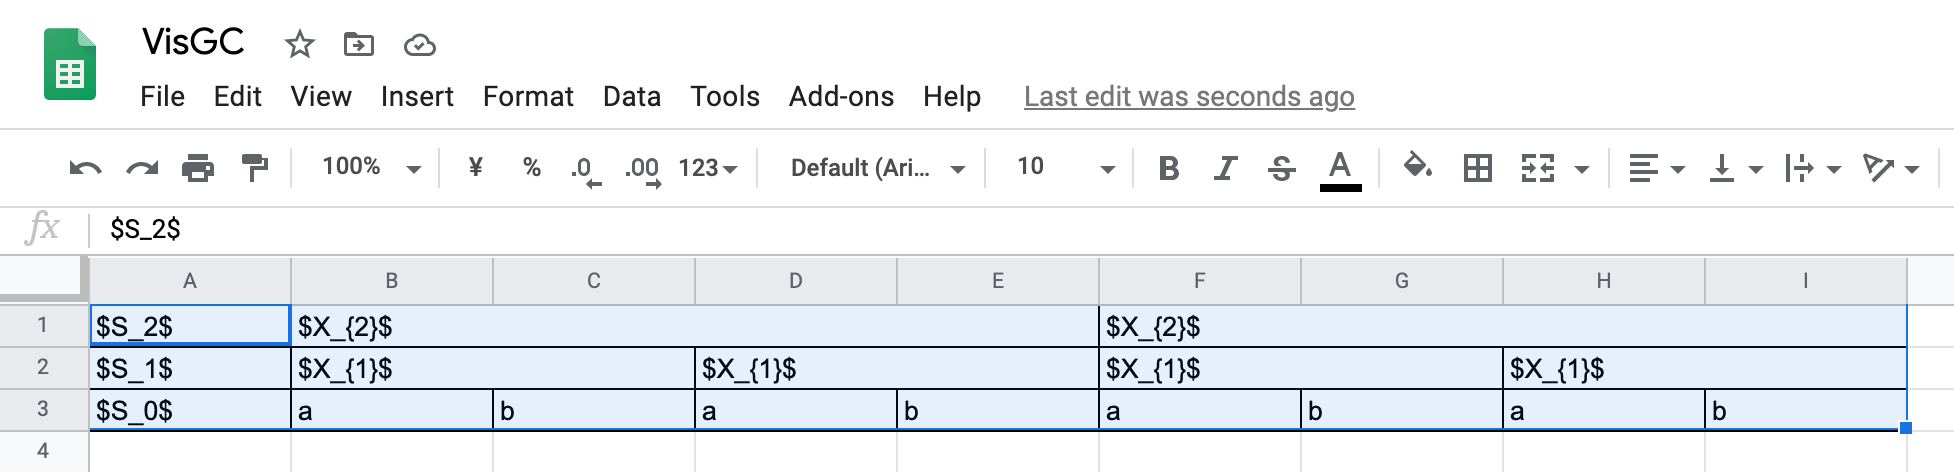 VisGC
File Edit View Insert Format Data Tools Add-ons Help Last edit was seconds ago
100% ¥ % .0 .00 123 Default (Ari... 10 B I S A
fx $S_2$
A B C D E F G H I
1 $S_2$ $X_{2}$ $X_{2}$
2 $S_1$ $X_{1}$ $X_{1}$ $X_{1}$ $X_{1}$
3 $S_0$ a b a b a b a b
4